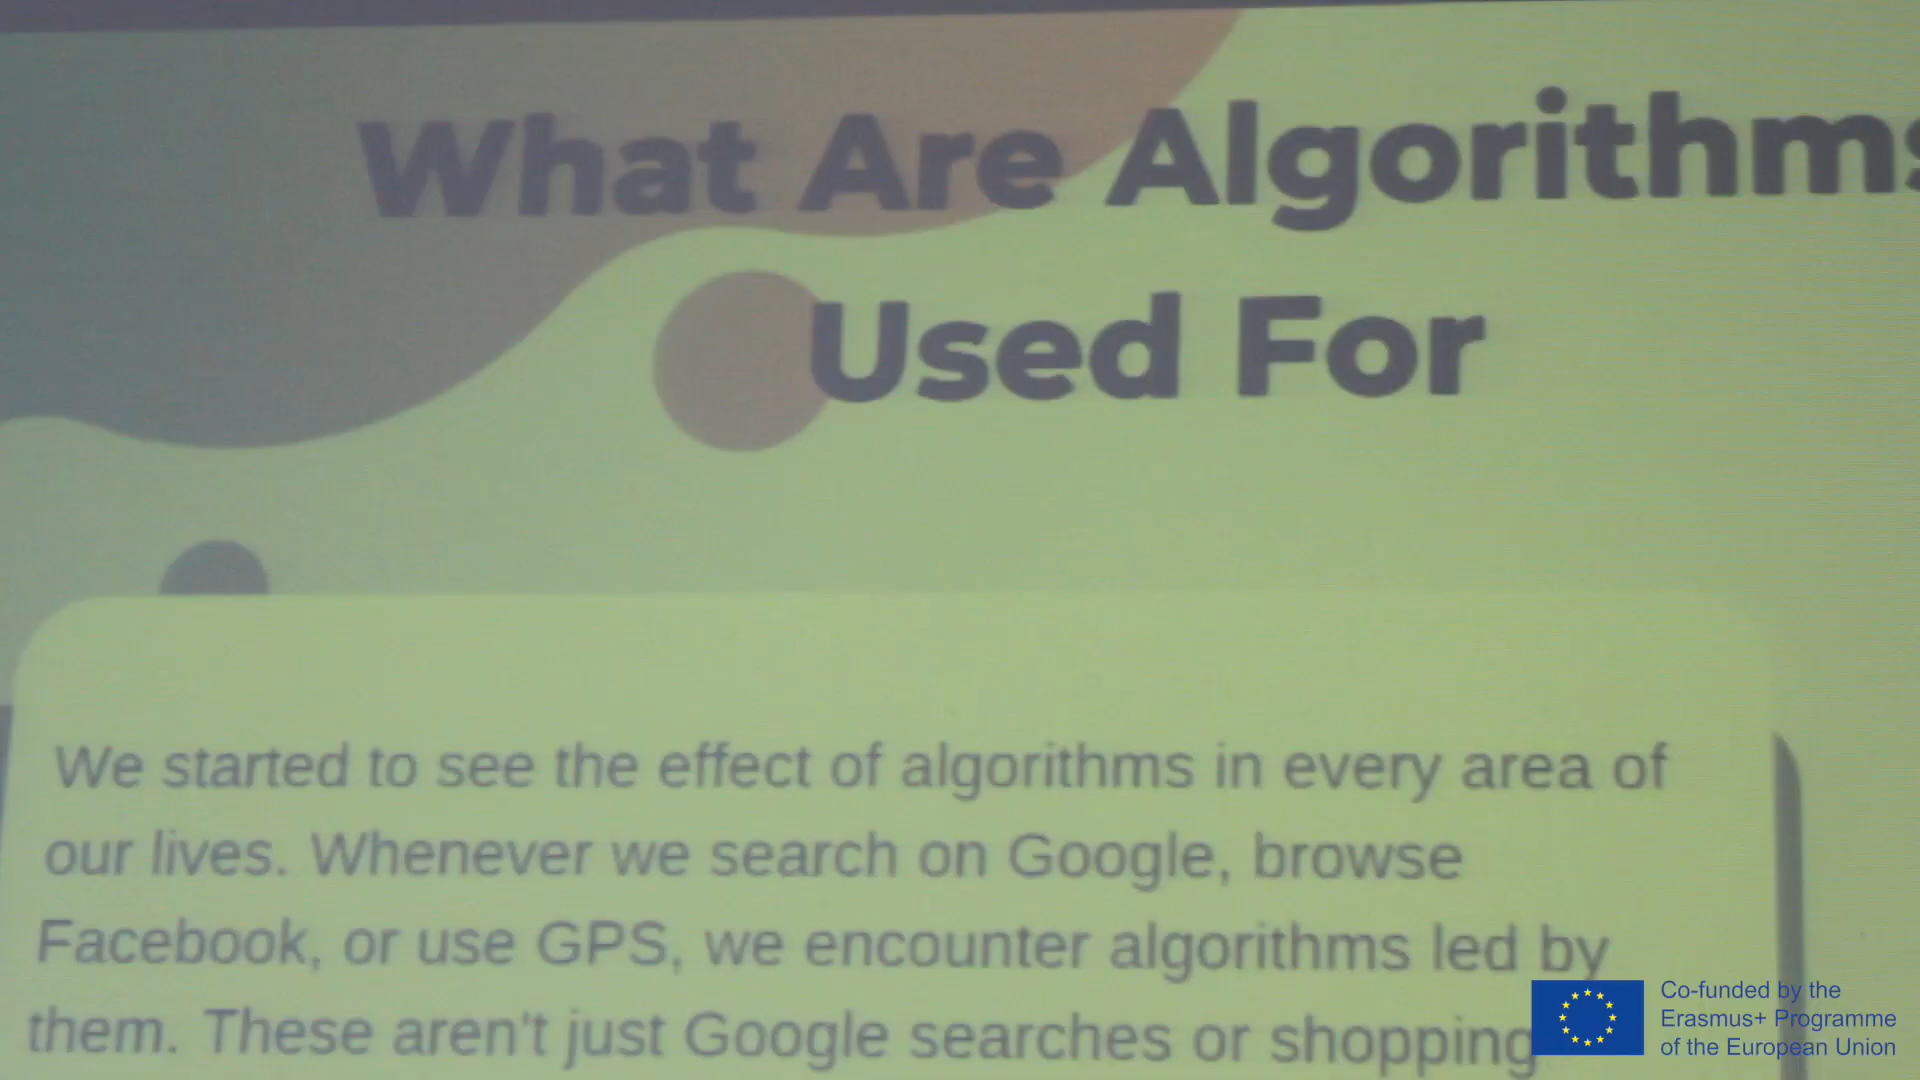 What Are Algorithms
Used For
We started to see the effect of algorithms in every area of
our lives. Whenever we search on Google, browse
Facebook, or use GPS, we encounter algorithms led by
them. These aren't just Google searches or shopping
Co-funded by the
Erasmus+ Programme
of the European Union